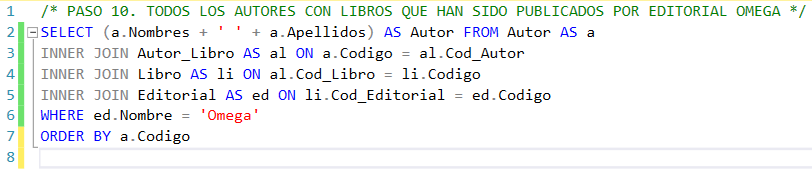 1 /* PASO 10. TODOS LOS AUTORES CON LIBROS QUE HAN SIDO PUBLICADOS POR EDITORIAL OMEGA */
2 SELECT (a.Nombres + ' ' + a.Apellidos) AS Autor FROM Autor AS a
3 INNER JOIN Autor_Libro AS al ON a.Codigo = al.Cod_Autor
4 INNER JOIN Libro AS li ON al.Cod_Libro = li.Codigo
5 INNER JOIN Editorial AS ed ON li.Cod_Editorial = ed.Codigo
6 WHERE ed.Nombre = 'Omega'
7 ORDER BY a.Codigo
8